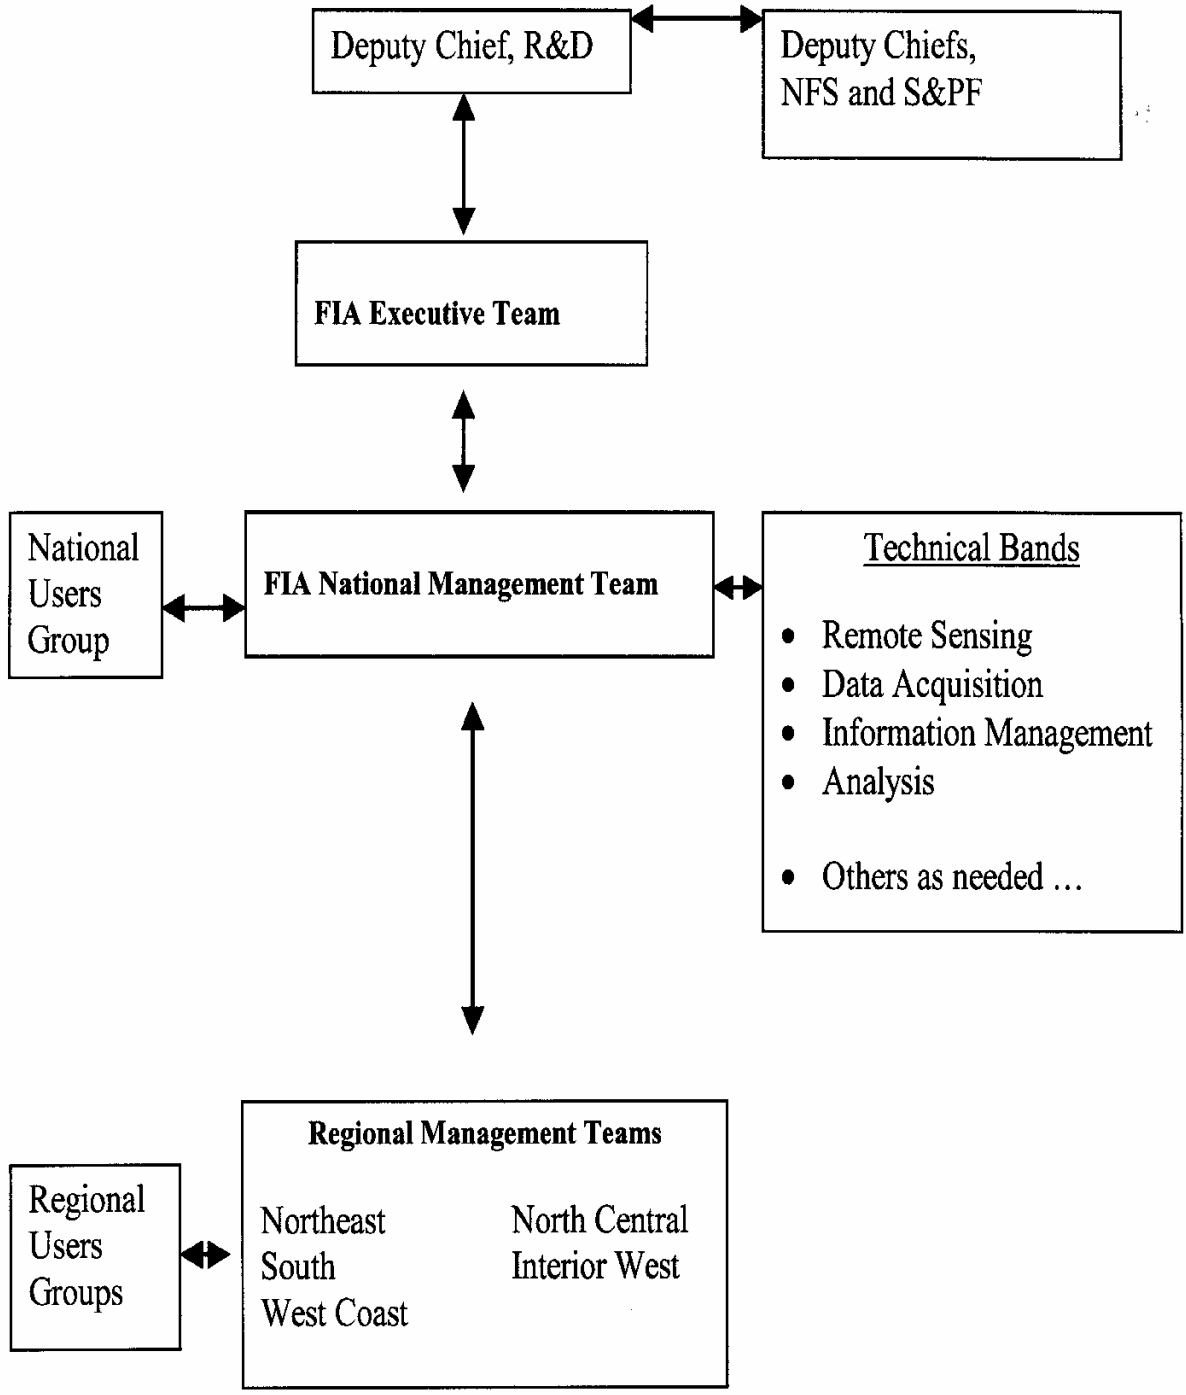 Deputy Chief, R&D
Deputy Chiefs,
NFS and S&PF
FIA Executive Team
National
Users
Group
FIA National Management Team
Technical Bands
• Remote Sensing
• Data Acquisition
• Information Management
• Analysis
• Others as needed …
Regional Management Teams
Northeast North Central
South Interior West
West Coast
Regional
Users
Groups